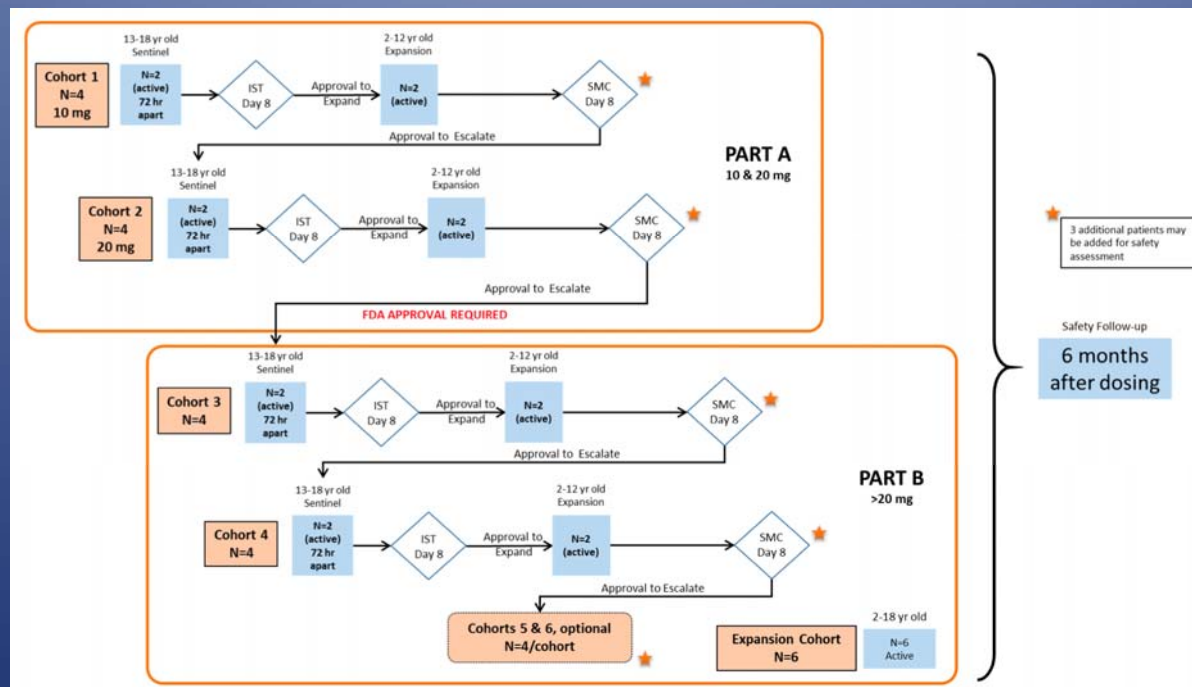 13-18 yr old
Sentinel
Cohort 1
N=4
10 mg
N=2
(active)
72 hr
apart
IST
Day 8
Approval to
Expand
2-12 yr old
Expansion
N=2
(active)
SMC
Day 8
Approval to Escalate
PART A
10 & 20 mg
13-18 yr old
Sentinel
Cohort 2
N=4
20 mg
N=2
(active)
72 hr
apart
IST
Day 8
Approval to
Expand
2-12 yr old
Expansion
N=2
(active)
SMC
Day 8
Approval to Escalate
FDA APPROVAL REQUIRED
13-18 yr old
Sentinel
Cohort 3
N=4
N=2
(active)
72 hr
apart
IST
Day 8
Approval to
Expand
2-12 yr old
Expansion
N=2
(active)
SMC
Day 8
Approval to Escalate
PART B
>20 mg
13-18 yr old
Sentinel
Cohort 4
N=4
N=2
(active)
72 hr
apart
IST
Day 8
Approval to
Expand
2-12 yr old
Expansion
N=2
(active)
SMC
Day 8
Approval to Escalate
Cohorts 5 & 6, optional
N=4/cohort
Expansion Cohort
N=6
2-18 yr old
N=6
Active
3 additional patients may
be added for safety
assessment
Safety Follow-up
6 months
after dosing